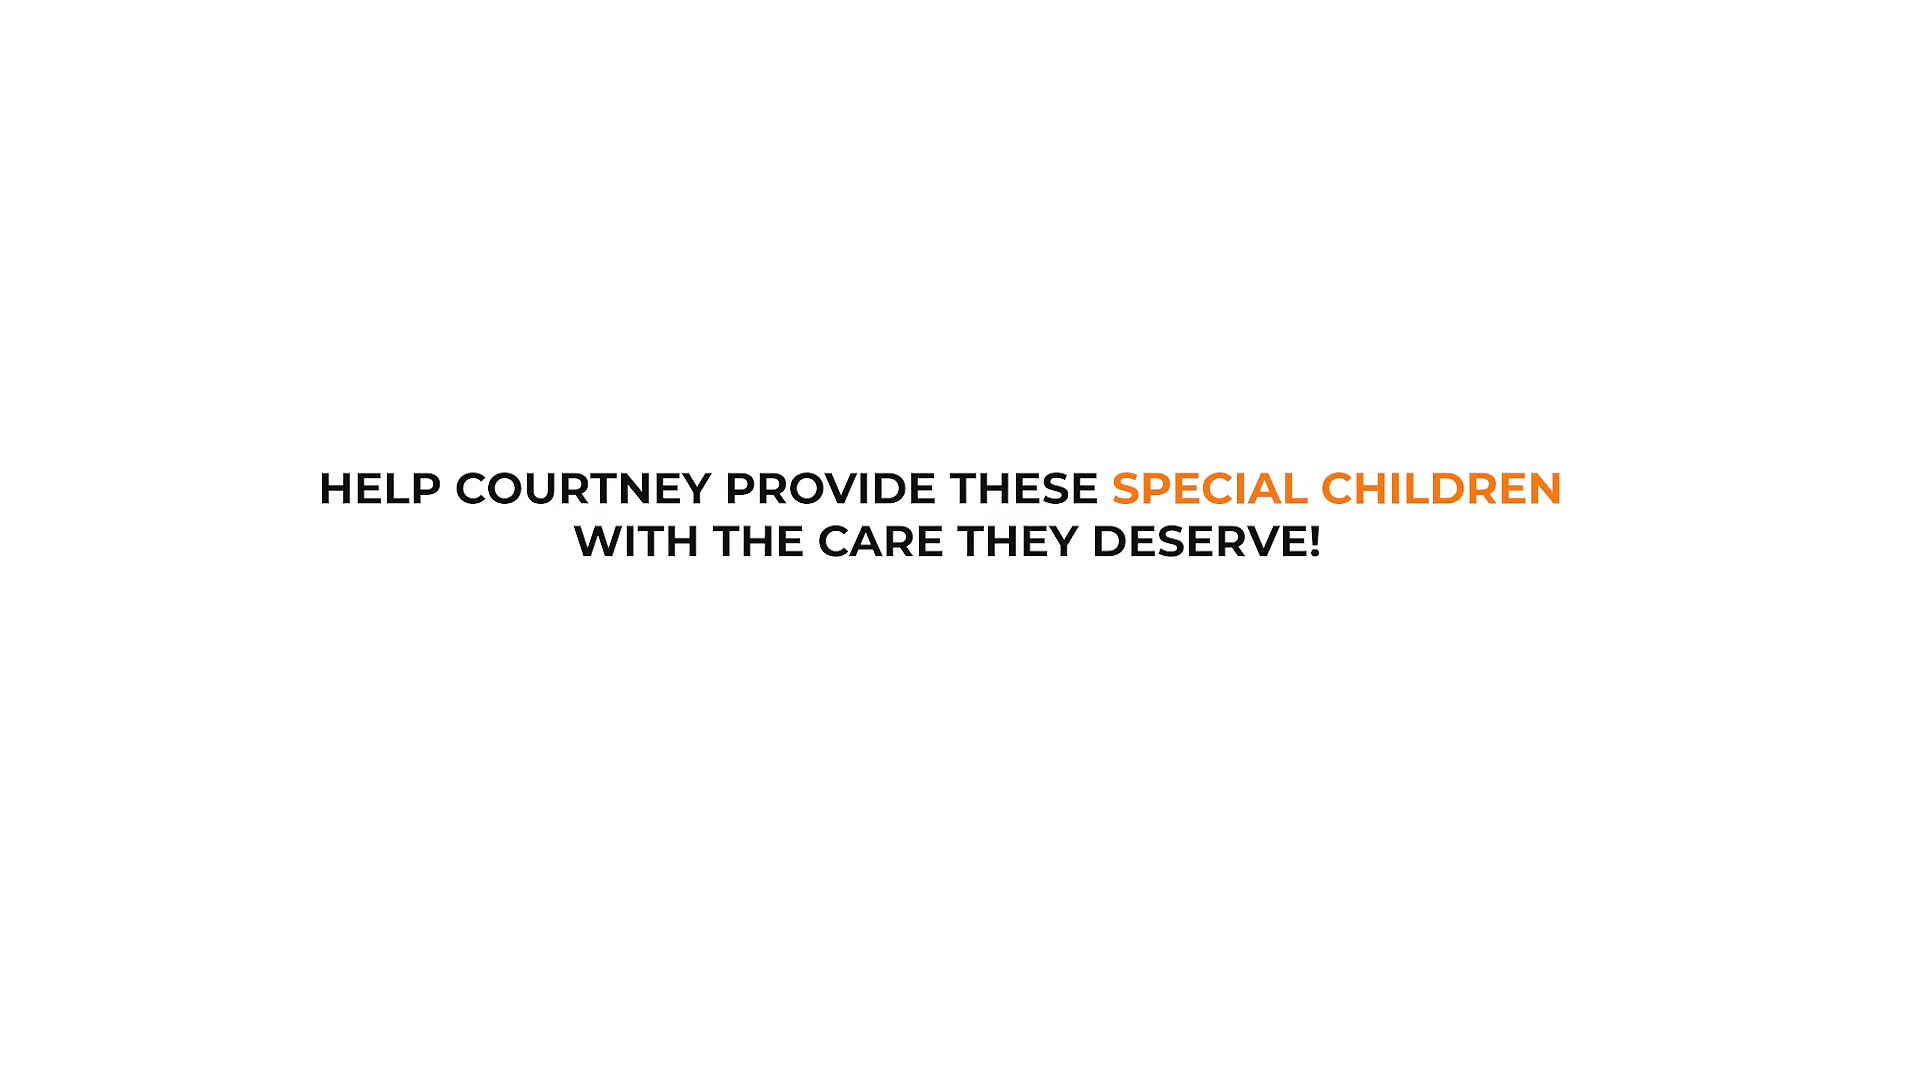 HELP COURTNEY PROVIDE THESE SPECIAL CHILDREN
WITH THE CARE THEY DESERVE!